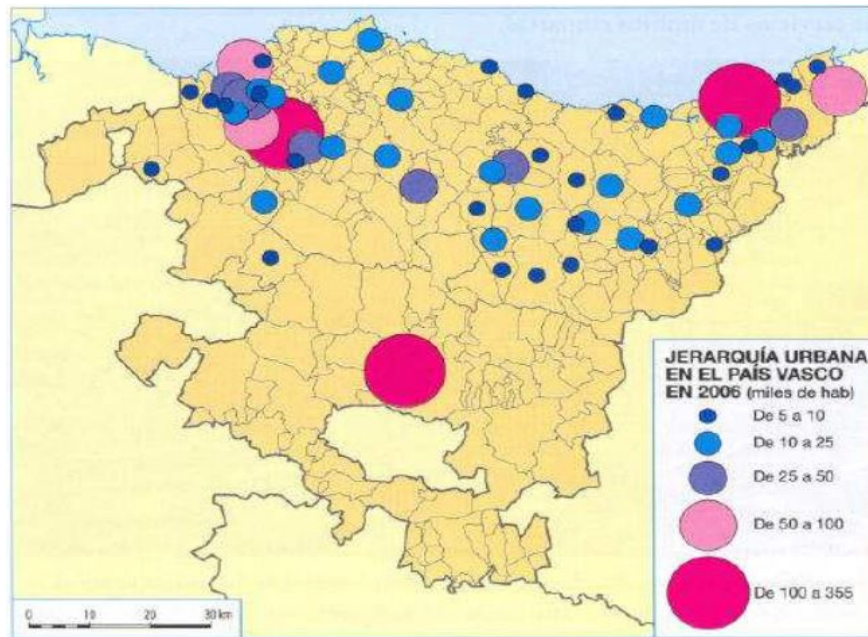 JERARQUÍA URBANA
EN EL PAÍS VASCO
EN 2006 (miles de hab)
De 5 a 10
De 10 a 25
De 25 a 50
De 50 a 100
De 100 a 355
0 10 20 30 km